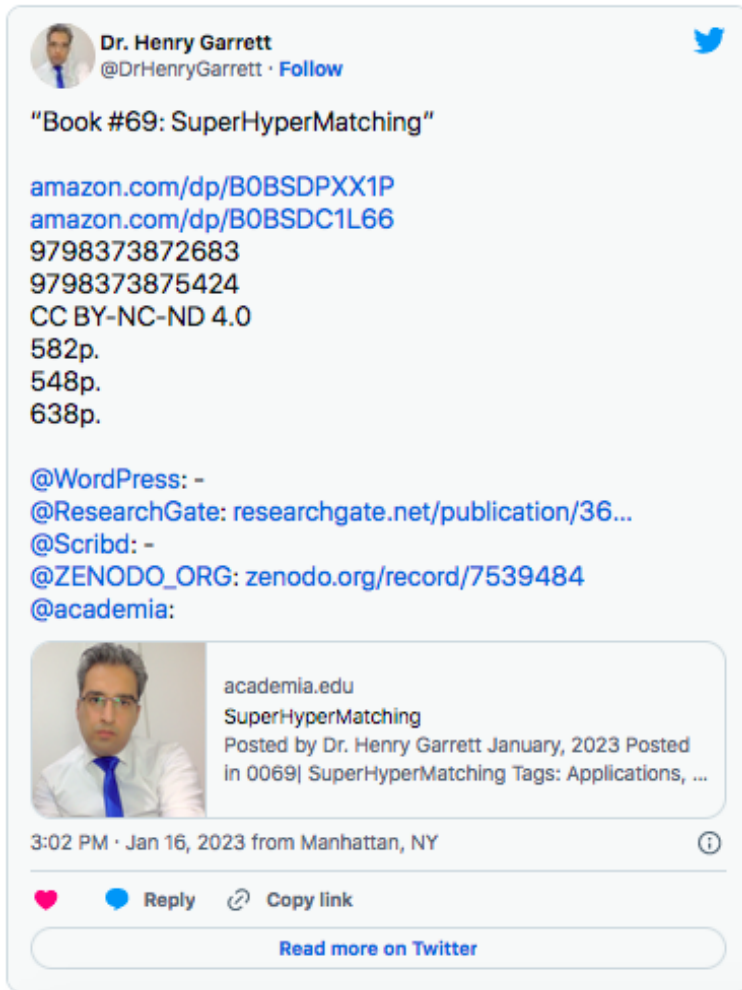 Dr. Henry Garrett
@DrHenryGarrett · Follow
“Book #69: SuperHyperMatching“
amazon.com/dp/B0BSDPXX1P
amazon.com/dp/B0BSDC1L66
9798373872683
9798373875424
CC BY-NC-ND 4.0
582p.
548p.
638p.
@WordPress: -
@ResearchGate: researchgate.net/publication/36...
@Scribd: -
@ZENODO_ORG: zenodo.org/record/7539484
@academia:
academia.edu
SuperHyperMatching
Posted by Dr. Henry Garrett January, 2023 Posted
in 0069| SuperHyperMatching Tags: Applications, ...
3:02 PM · Jan 16, 2023 from Manhattan, NY
Reply Copy link
Read more on Twitter